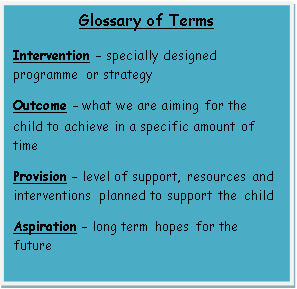 Glossary of Terms
Intervention – specially designed
programme or strategy
Outcome – what we are aiming for the
child to achieve in a specific amount of
time
Provision – level of support, resources and
interventions planned to support the child
Aspiration – long term hopes for the
future